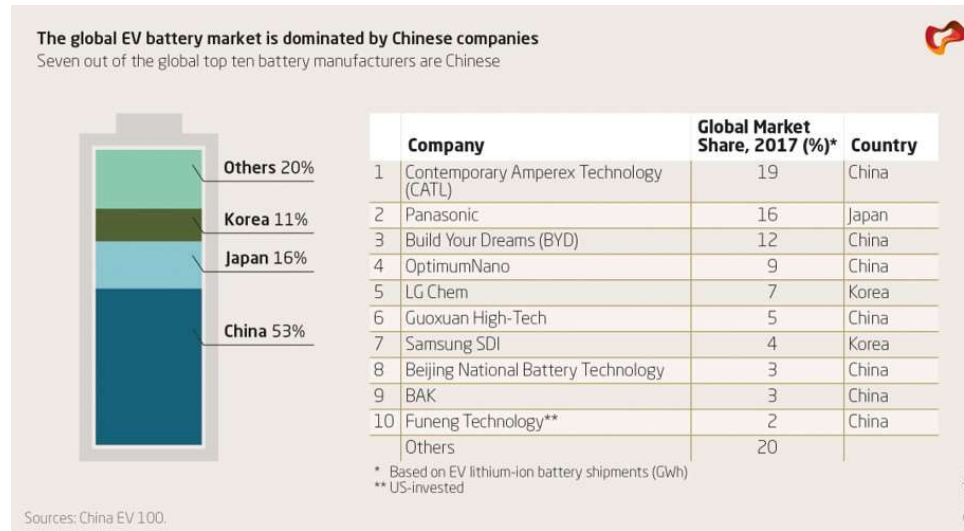 The global EV battery market is dominated by Chinese companies
Seven out of the global top ten battery manufacturers are Chinese
Others 20%
Korea 11%
Japan 16%
China 53%
Company Global Market Share, 2017 (%)* Country
1 Contemporary Amperex Technology (CATL) 19 China
2 Panasonic 16 Japan
3 Build Your Dreams (BYD) 12 China
4 OptimumNano 9 China
5 LG Chem 7 Korea
6 Guoxuan High-Tech 5 China
7 Samsung SDI 4 Korea
8 Beijing National Battery Technology 3 China
9 BAK 3 China
10 Funeng Technology** 2 China
Others 20
* Based on EV lithium-ion battery shipments (GWh)
** US-invested
Sources: China EV 100.